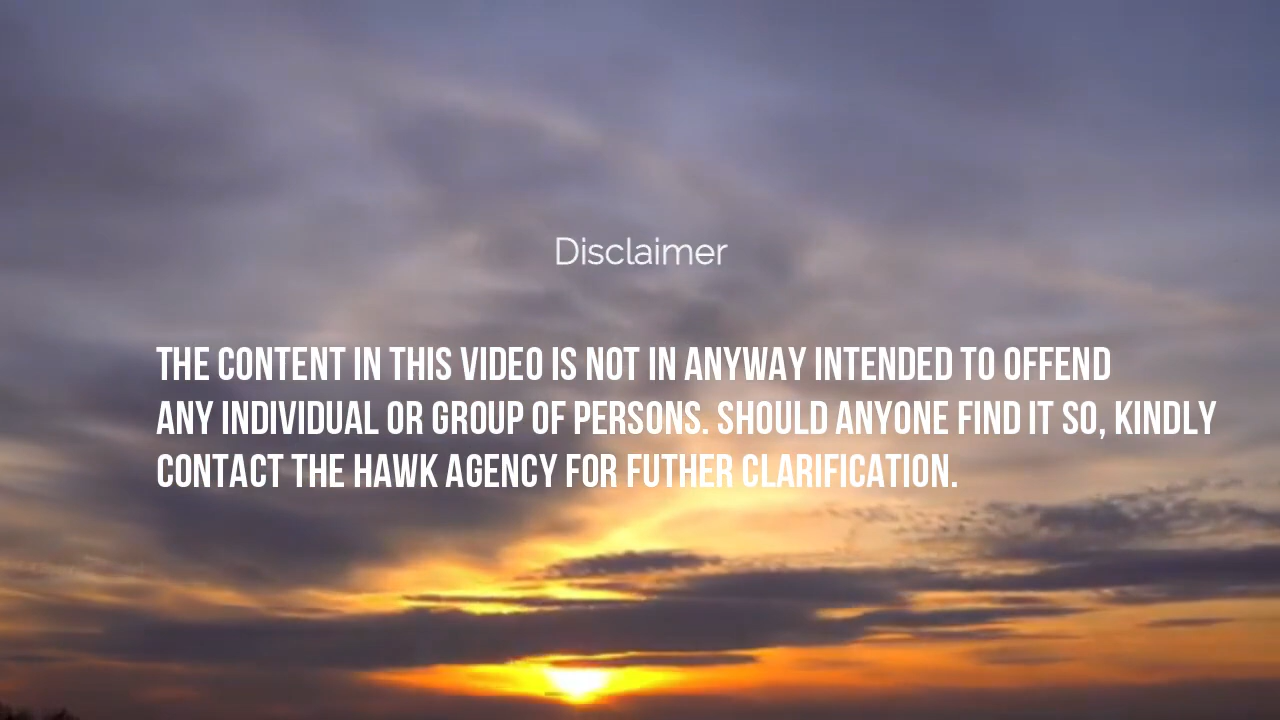 Disclaimer
THE CONTENT IN THIS VIDEO IS NOT IN ANYWAY INTENDED TO OFFEND
ANY INDIVIDUAL OR GROUP OF PERSONS. SHOULD ANYONE FIND IT SO, KINDLY
CONTACT THE HAWK AGENCY FOR FUTHER CLARIFICATION.